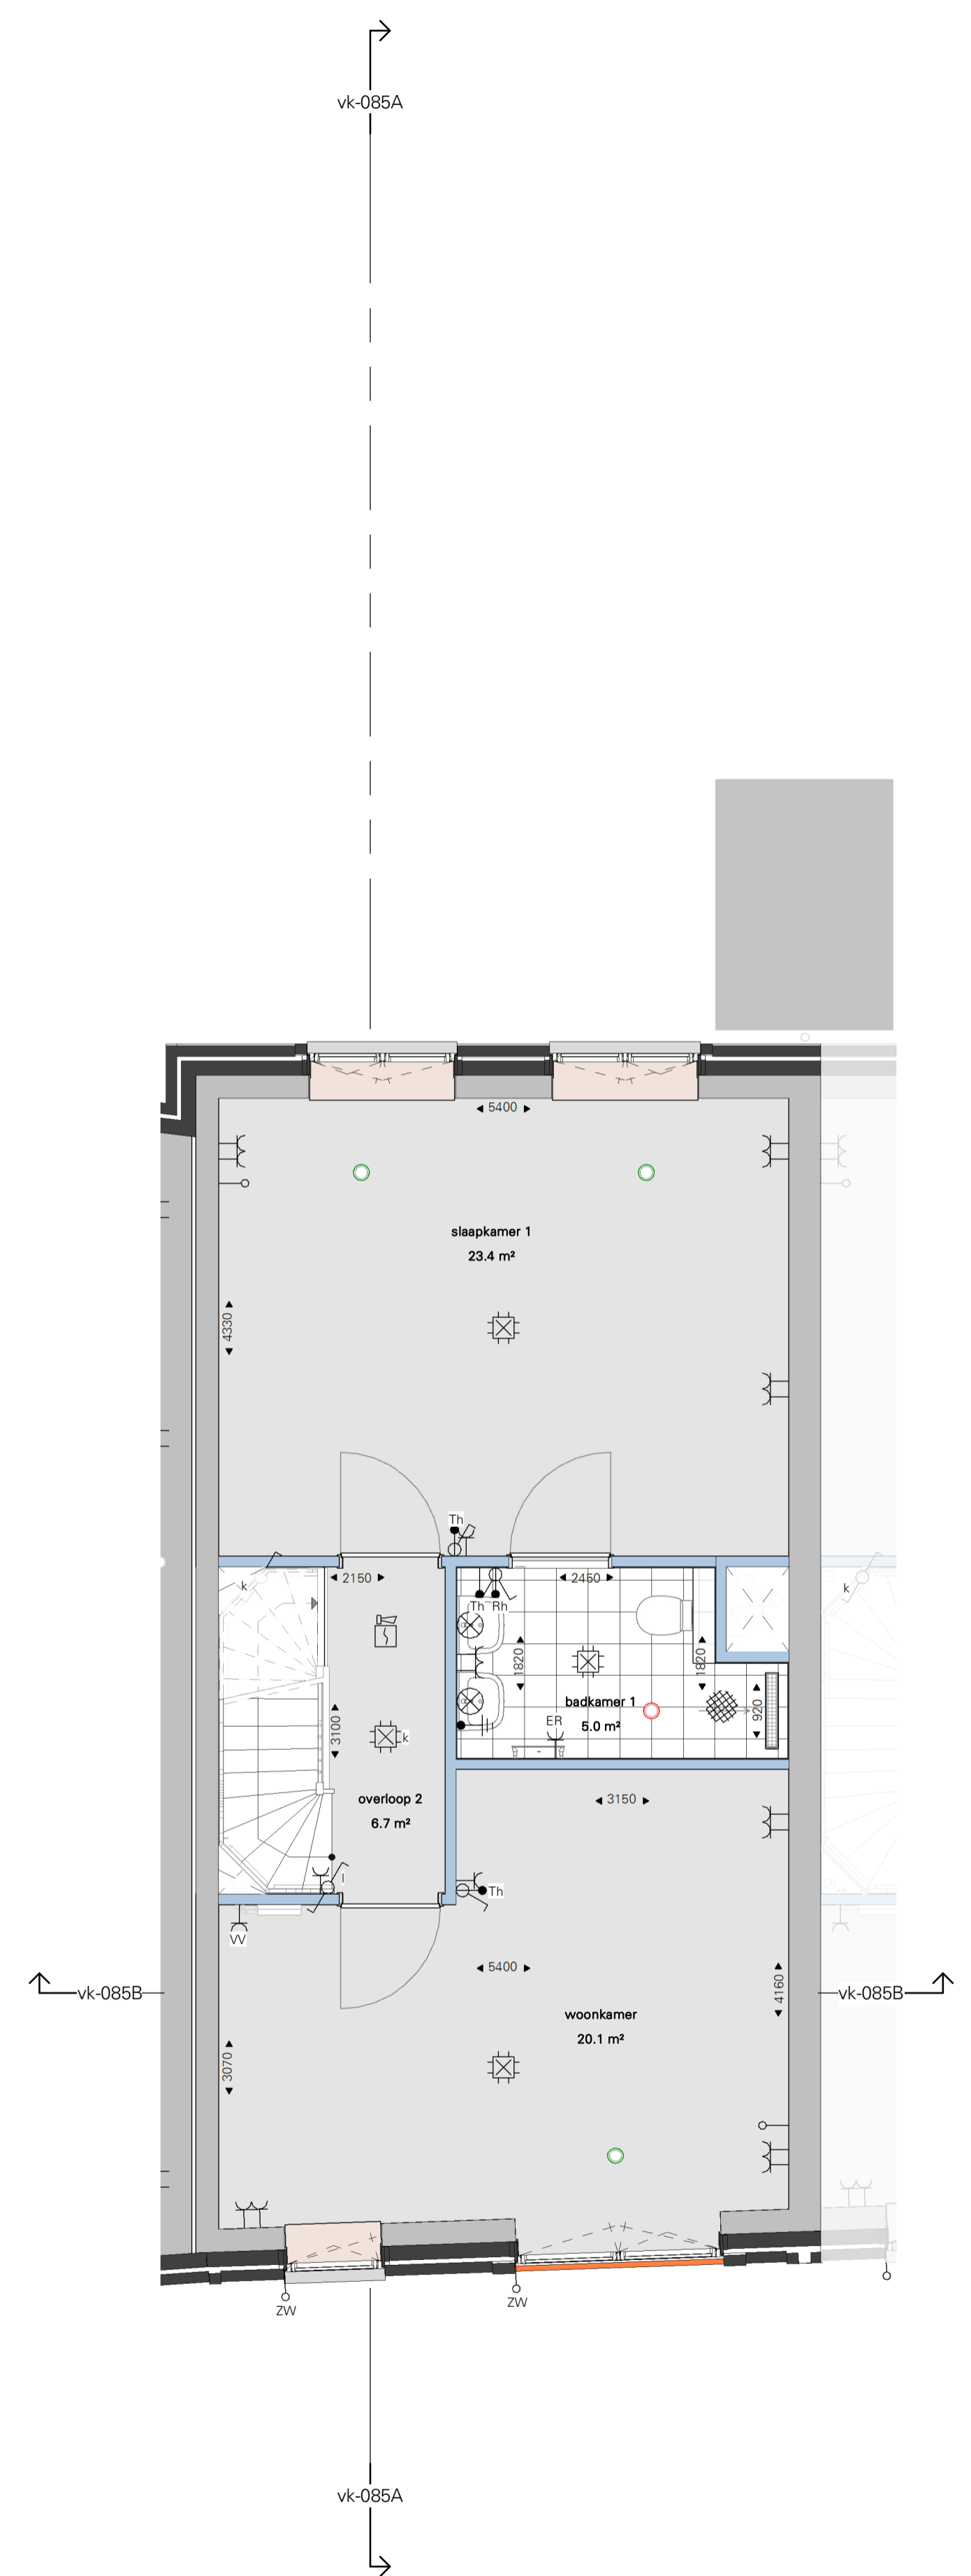 vk-085A
5400
slaapkamer 1
23.4 m²
4330
Th
k
2150
2450
k
Th Rh
1820
1820
badkamer 1
5.0 m²
920
ER
3100
k
overloop 2
6.7 m²
3150
Th
VV
5400
vk-085B
vk-085B
4160
woonkamer
20.1 m²
3070
ZW
ZW
vk-085A